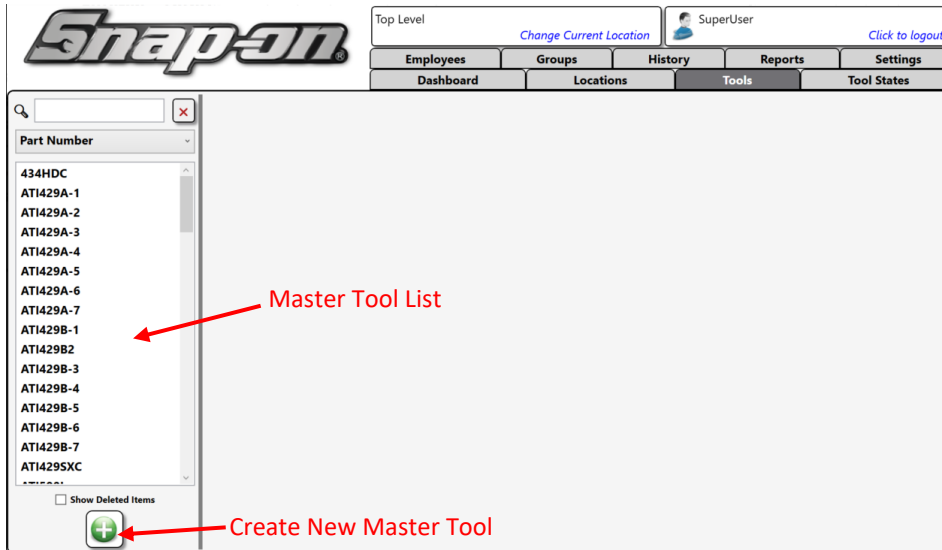 Snap-on®
Top Level
Change Current Location
SuperUser
Click to logout
Employees Groups History Reports Settings
Dashboard Locations Tools Tool States
Part Number
434HDC
ATI429A-1
ATI429A-2
ATI429A-3
ATI429A-4
ATI429A-5
ATI429A-6
ATI429A-7
ATI429B-1
ATI429B2
ATI429B-3
ATI429B-4
ATI429B-5
ATI429B-6
ATI429B-7
ATI429SXC
Master Tool List
Show Deleted Items
Create New Master Tool